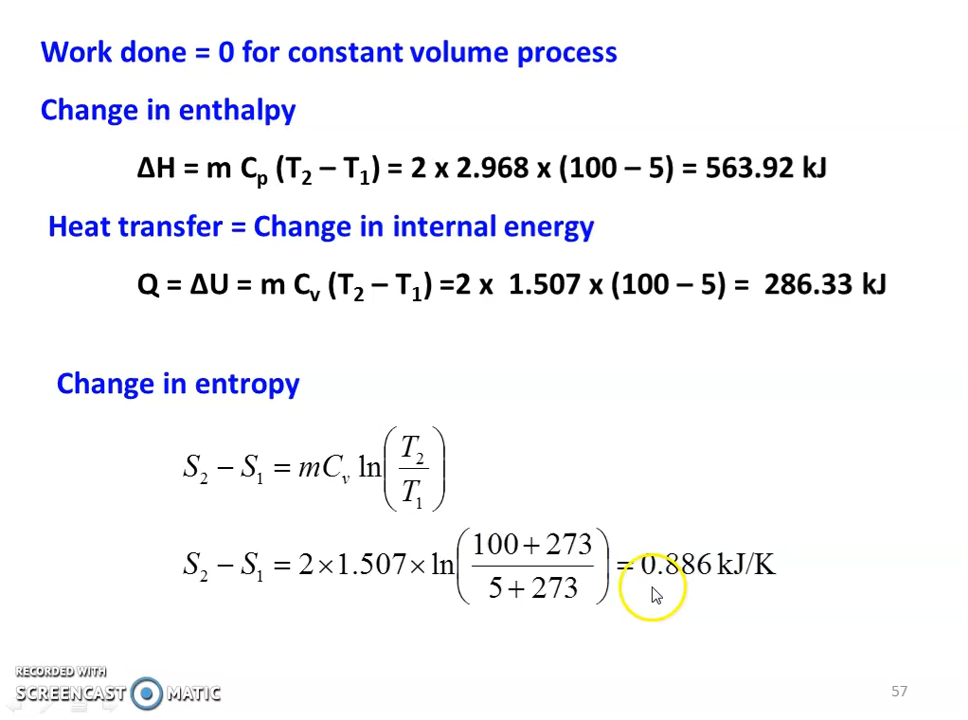 Work done = 0 for constant volume process
Change in enthalpy
ΔH = m Cp (T2 – T1) = 2 x 2.968 x (100 – 5) = 563.92 kJ
Heat transfer = Change in internal energy
Q = ΔU = m Cv (T2 – T1) =2 x 1.507 x (100 – 5) = 286.33 kJ
Change in entropy
S2 − S1 = mCv ln(T2/T1)
S2 − S1 = 2×1.507×ln((100+273)/(5+273)) = 0.886 kJ/K
RECORDED WITH
SCREENCAST MATIC
57